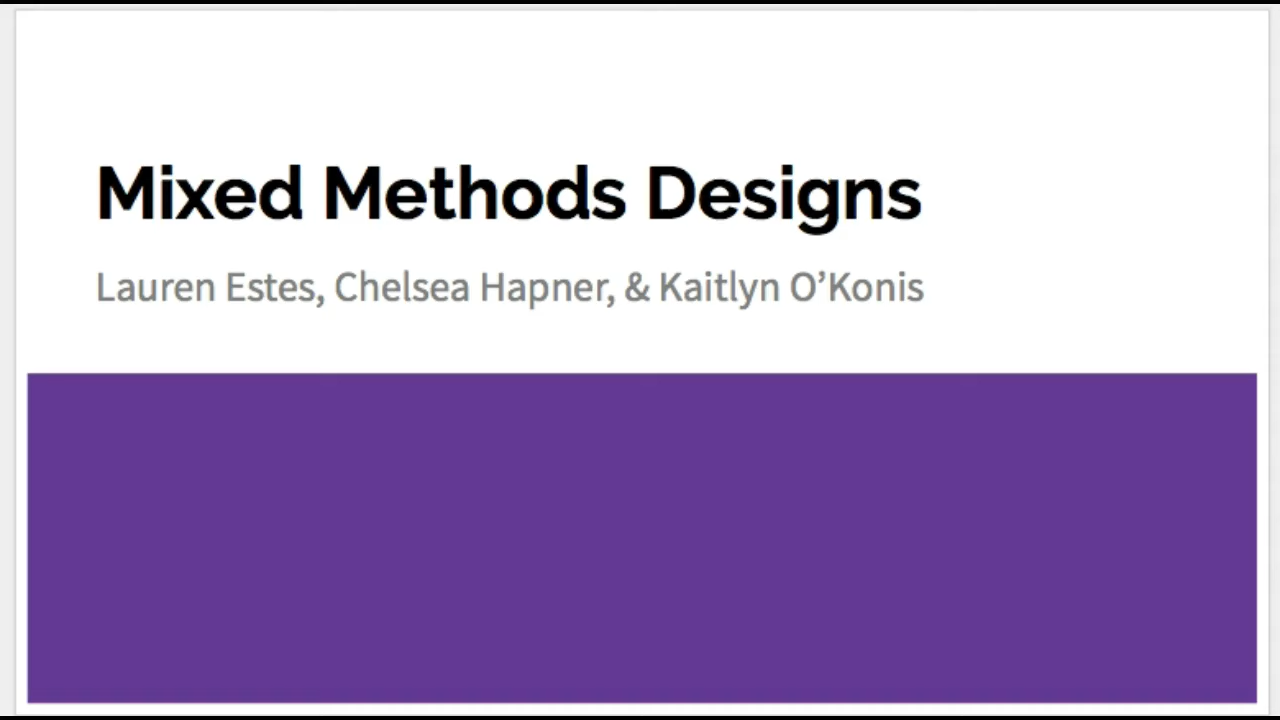 Mixed Methods Designs
Lauren Estes, Chelsea Hapner, & Kaitlyn O’Konis